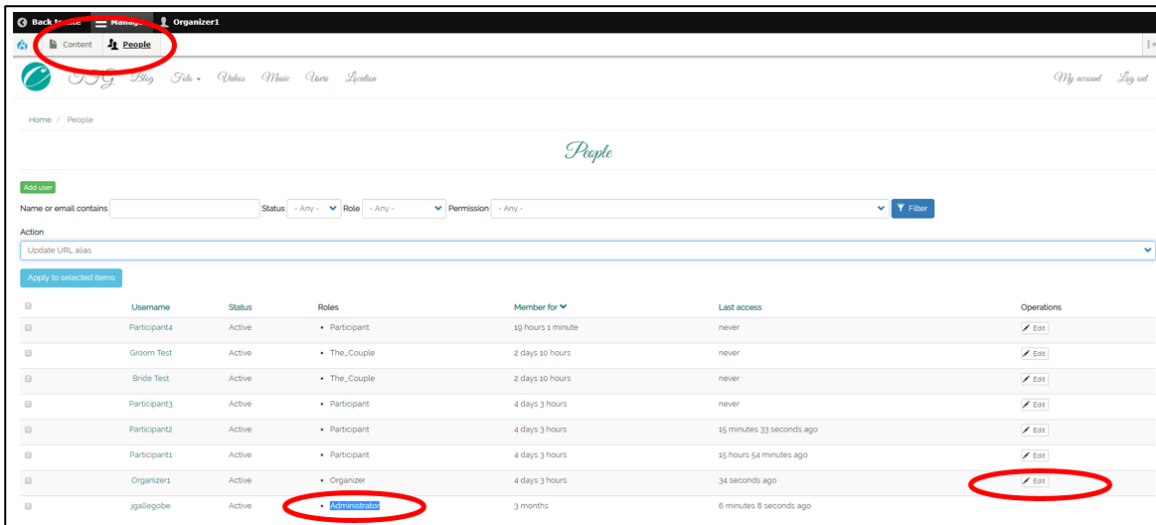 Back to site Manage Organizer1
Content People
TFG Blog Foto Videos Music Users Location My account Log out
Home / People
People
Add user
Name or email contains Status - Any - Role - Any - Permission - Any - Filter
Action
Update URL alias
Apply to selected items
Username Status Roles Member for Last access Operations
Participant4 Active • Participant 19 hours 1 minute never Edit
Groom Test Active • The_Couple 2 days 10 hours never Edit
Bride Test Active • The_Couple 2 days 10 hours never Edit
Participant3 Active • Participant 4 days 3 hours never Edit
Participant2 Active • Participant 4 days 3 hours 15 minutes 33 seconds ago Edit
Participant1 Active • Participant 4 days 3 hours 15 hours 54 minutes ago Edit
Organizer1 Active • Organizer 4 days 3 hours 34 seconds ago Edit
jgallegobe Active • Administrator 3 months 6 minutes 8 seconds ago